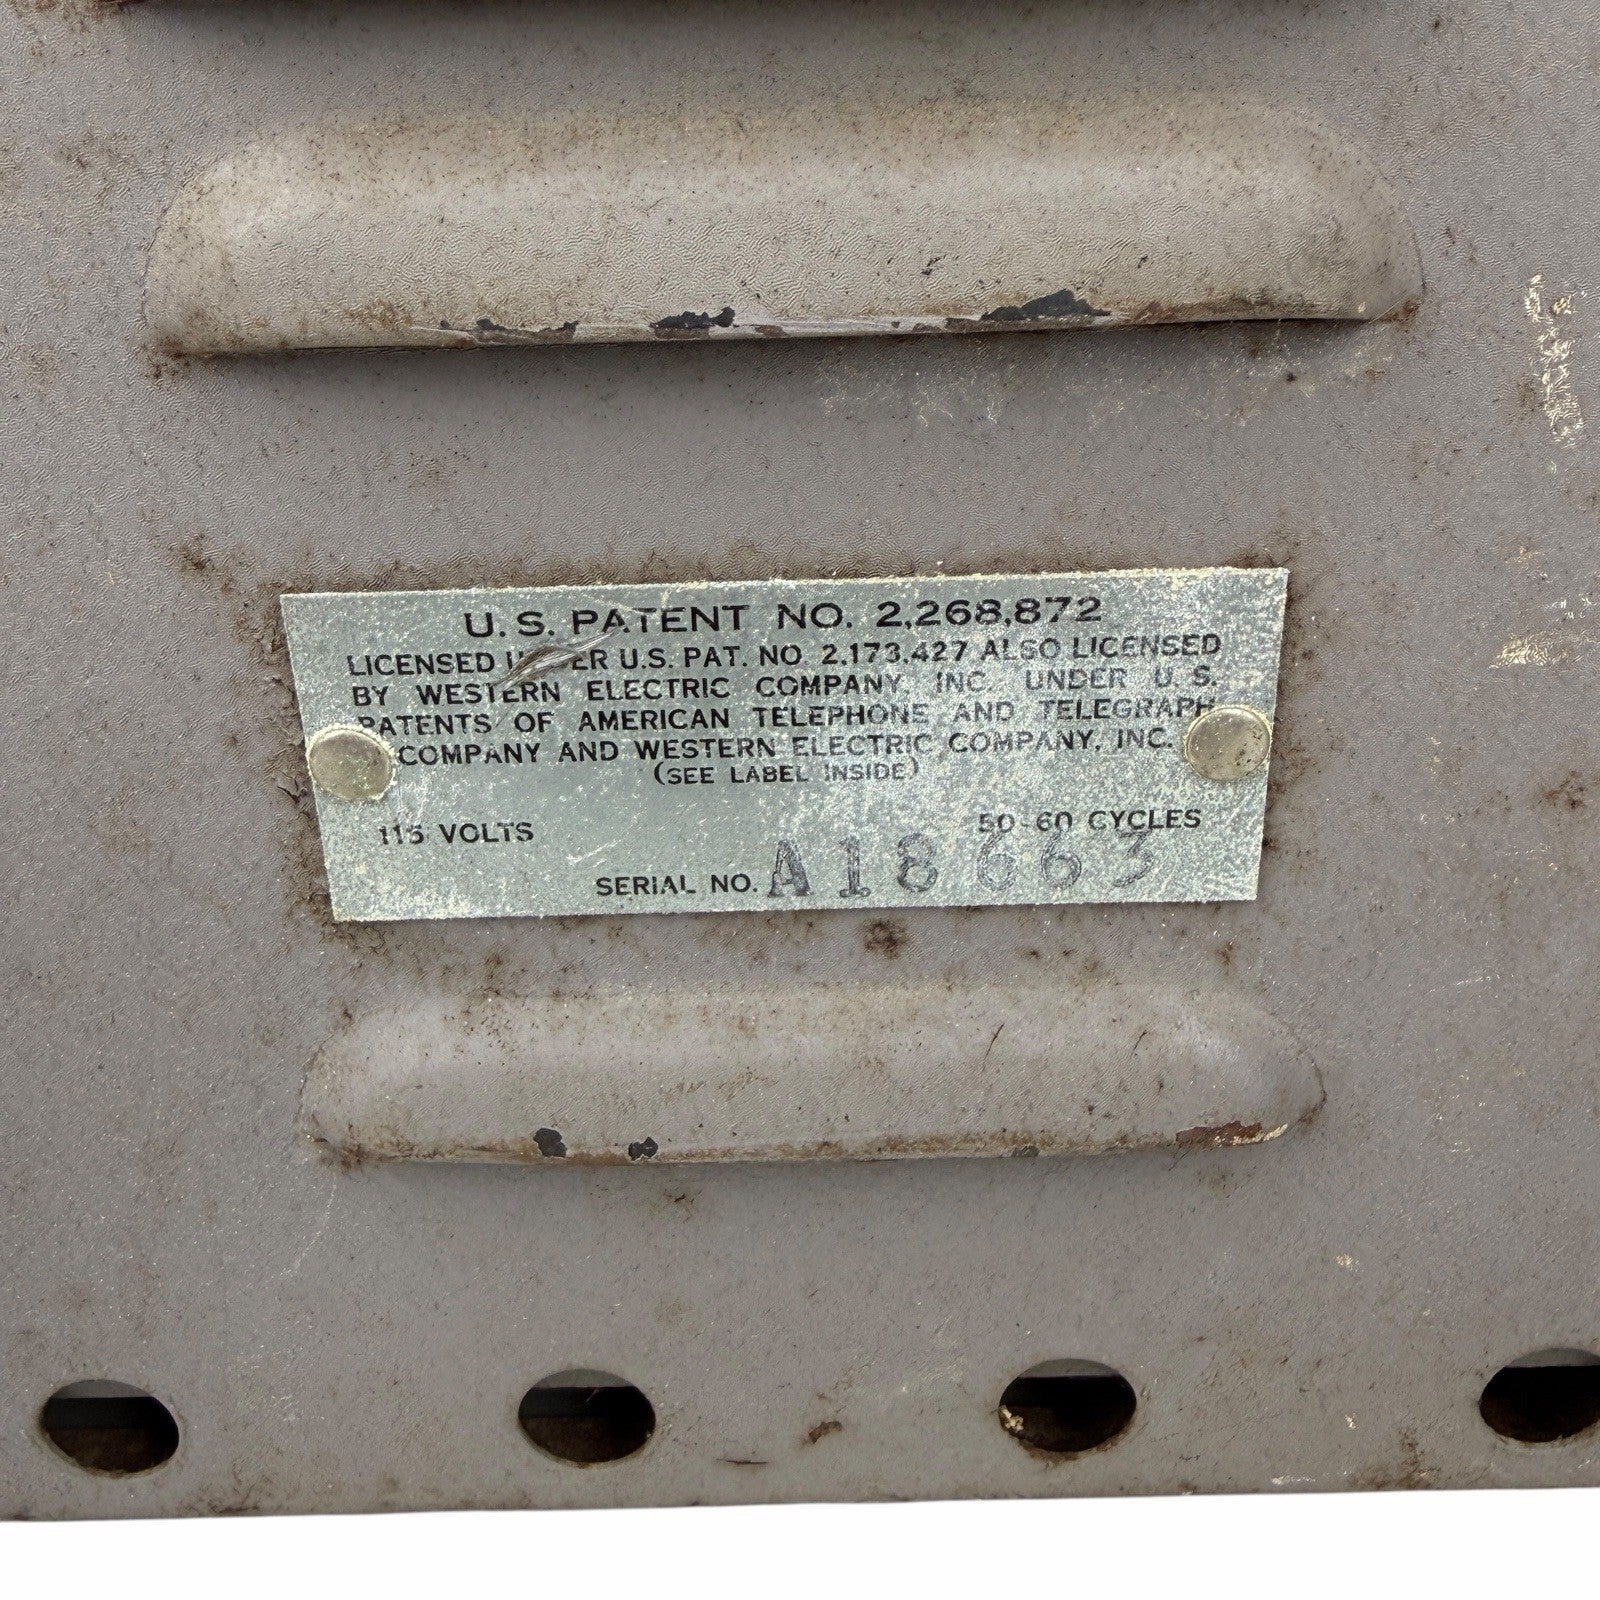 U. S. PATENT NO. 2,268,872
LICENSED UNDER U.S. PAT. NO. 2,173,427 ALSO LICENSED
BY WESTERN ELECTRIC COMPANY, INC. UNDER U. S.
PATENTS OF AMERICAN TELEPHONE AND TELEGRAPH
COMPANY AND WESTERN ELECTRIC COMPANY, INC.
(SEE LABEL INSIDE)
115 VOLTS 50-60 CYCLES
SERIAL NO. A18663